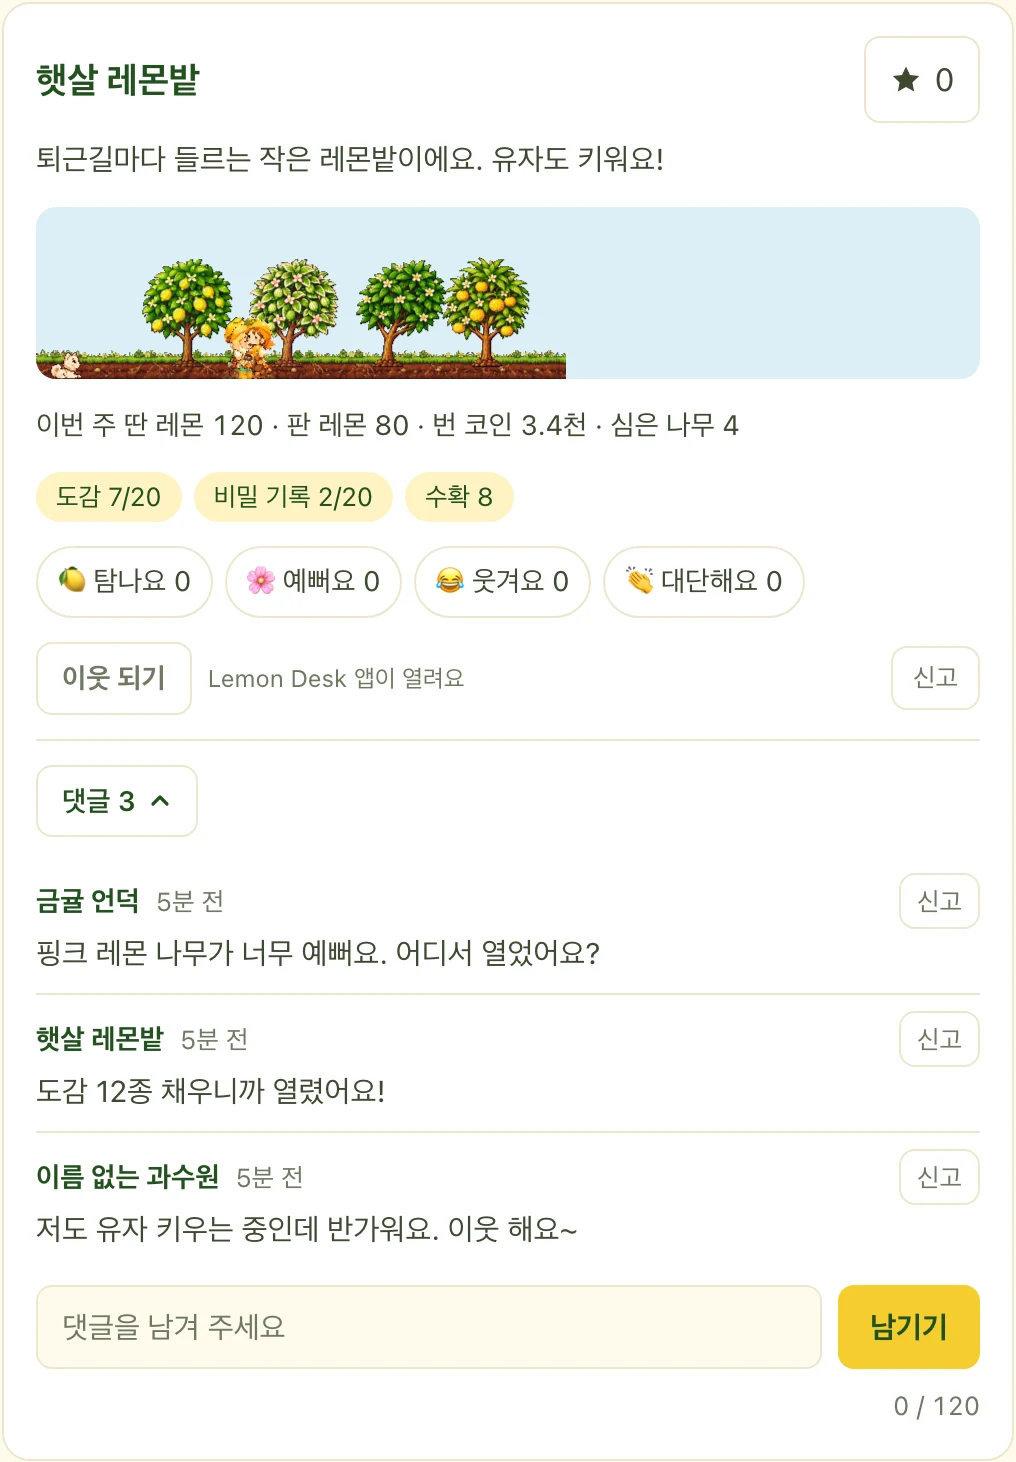 햇살 레몬밭
★ 0
퇴근길마다 들르는 작은 레몬밭이에요. 유자도 키워요!
이번 주 딴 레몬 120 · 판 레몬 80 · 번 코인 3.4천 · 심은 나무 4
도감 7/20 비밀 기록 2/20 수확 8
🍋 탐나요 0 🌸 예뻐요 0 😂 웃겨요 0 👏 대단해요 0
이웃 되기 Lemon Desk 앱이 열려요 신고
댓글 3
금귤 언덕 5분 전 신고
핑크 레몬 나무가 너무 예뻐요. 어디서 열었어요?
햇살 레몬밭 5분 전 신고
도감 12종 채우니까 열렸어요!
이름 없는 과수원 5분 전 신고
저도 유자 키우는 중인데 반가워요. 이웃 해요~
댓글을 남겨 주세요 남기기
0 / 120